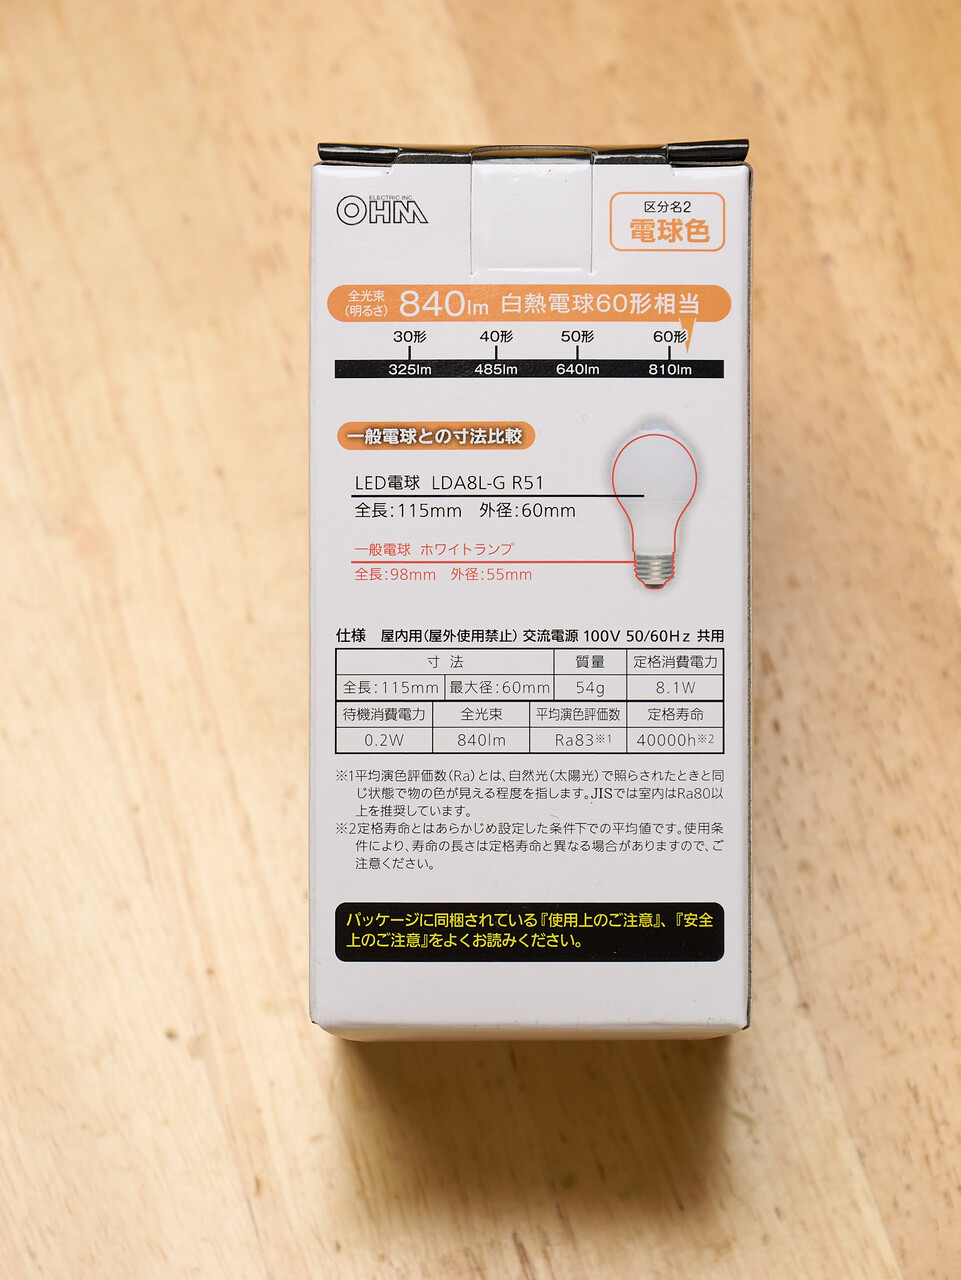 ELECTRIC INC.
OHM
区分名2
電球色
全光束
(明るさ)
840lm 白熱電球60形相当
30形 40形 50形 60形
325lm 485lm 640lm 810lm
一般電球との寸法比較
LED電球 LDA8L-G R51
全長:115mm 外径:60mm
一般電球 ホワイトランプ
全長:98mm 外径:55mm
仕様 屋内用(屋外使用禁止) 交流電源 100V 50/60Hz 共用
寸法 質量 定格消費電力
全長:115mm 最大径:60mm 54g 8.1W
待機消費電力 全光束 平均演色評価数 定格寿命
0.2W 840lm Ra83※1 40000h※2
※1平均演色評価数(Ra)とは、自然光(太陽光)で照らされたときと同
じ状態で物の色が見える程度を指します。JISでは室内はRa80以
上を推奨しています。
※2定格寿命とはあらかじめ設定した条件下での平均値です。使用条
件により、寿命の長さは定格寿命と異なる場合がありますので、ご
注意ください。
パッケージに同梱されている『使用上のご注意』、『安全
上のご注意』をよくお読みください。